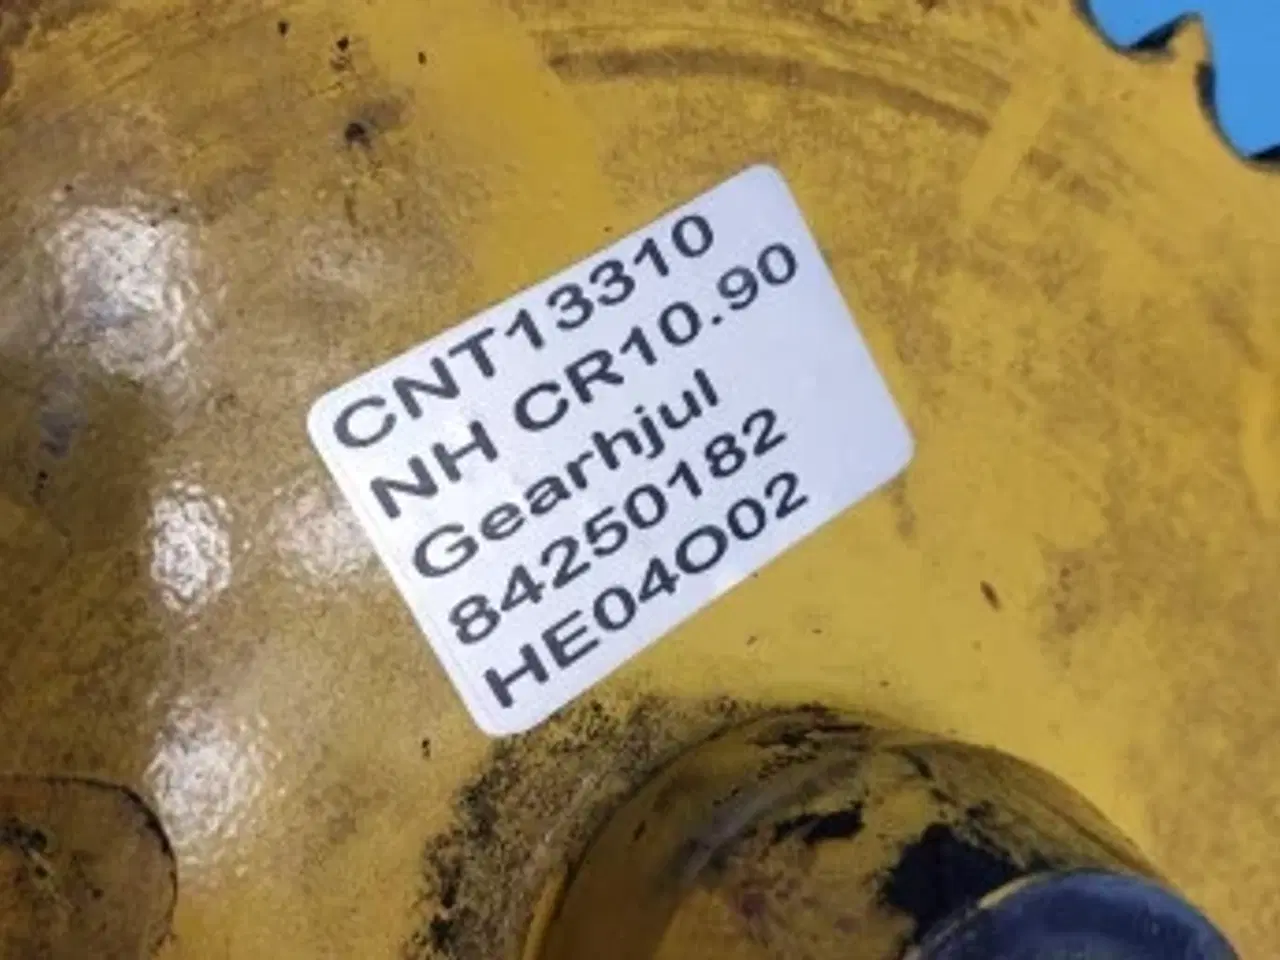 CNT13310
NH CR10.90
Gearhjul
84250182
HE04O02